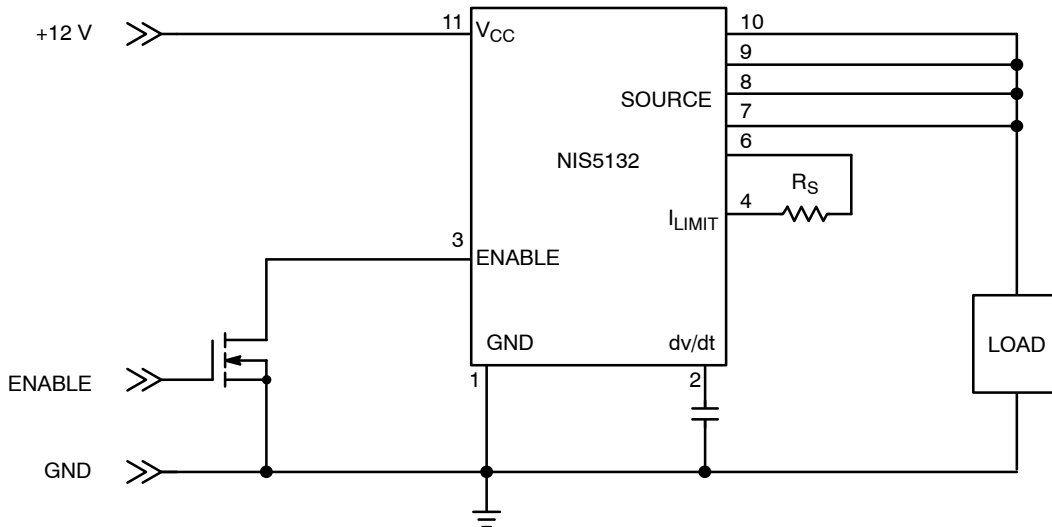 +12 V
11
V_CC
10
9
8
SOURCE
7
6
NIS5132
R_S
4
I_LIMIT
3
ENABLE
GND
dv/dt
LOAD
ENABLE
1
2
GND